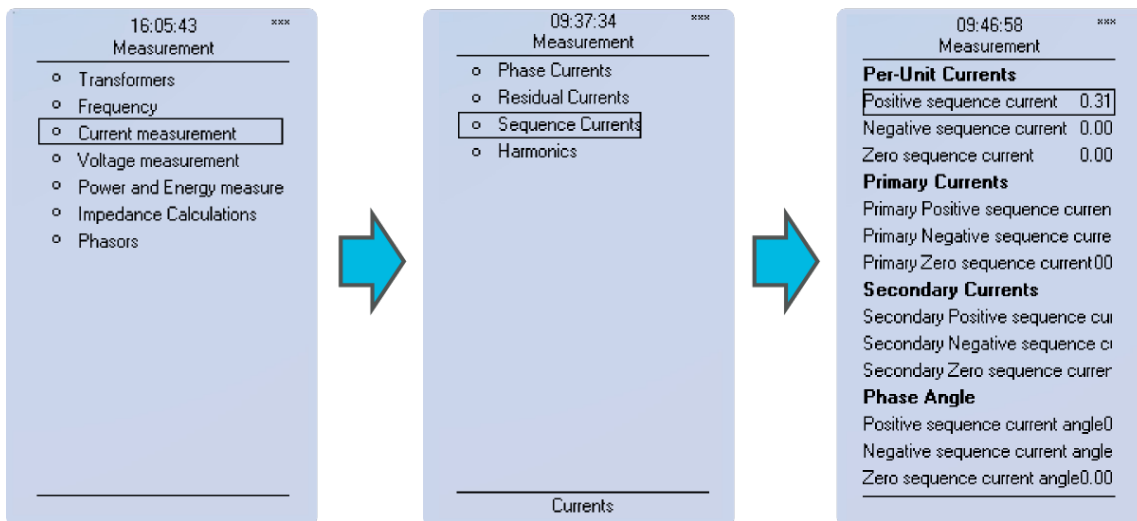 16:05:43 ***
Measurement
Transformers
Frequency
Current measurement
Voltage measurement
Power and Energy measure
Impedance Calculations
Phasors
09:37:34 ***
Measurement
Phase Currents
Residual Currents
Sequence Currents
Harmonics
Currents
09:46:58 ***
Measurement
Per-Unit Currents
Positive sequence current 0.31
Negative sequence current 0.00
Zero sequence current 0.00
Primary Currents
Primary Positive sequence curren
Primary Negative sequence curre
Primary Zero sequence current00
Secondary Currents
Secondary Positive sequence cu
Secondary Negative sequence c
Secondary Zero sequence curren
Phase Angle
Positive sequence current angle0
Negative sequence current angle
Zero sequence current angle0.00